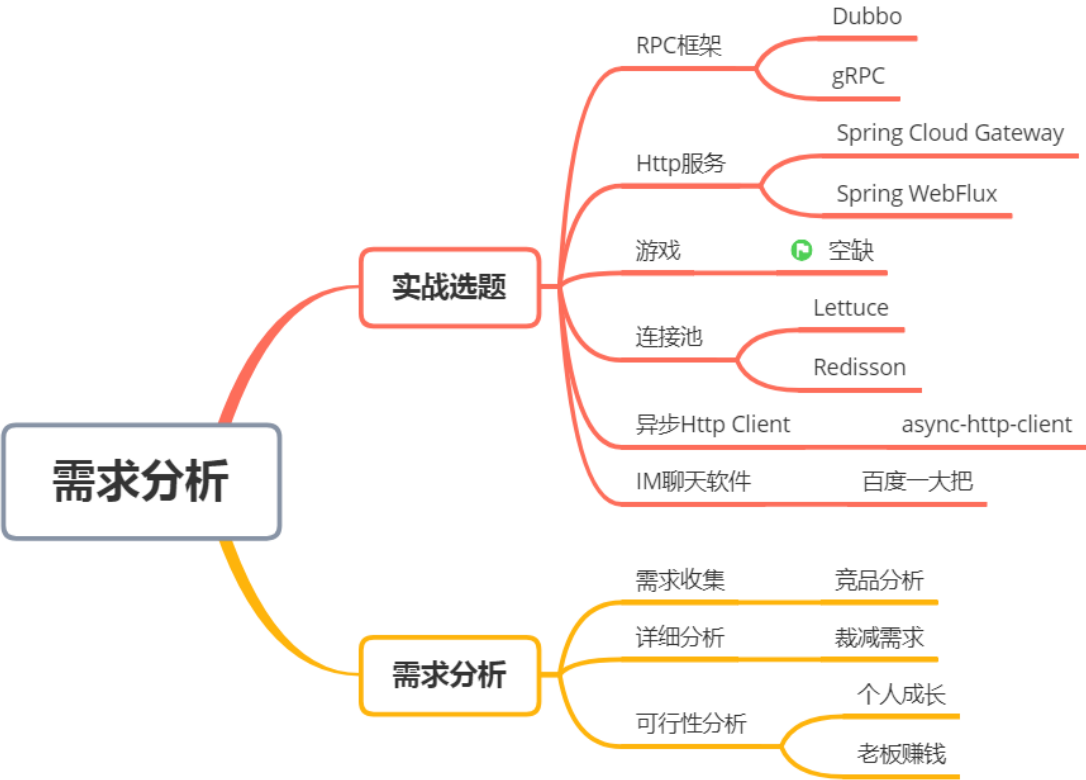 需求分析
实战选题
RPC框架
Dubbo
gRPC
Http服务
Spring Cloud Gateway
Spring WebFlux
游戏
空缺
连接池
Lettuce
Redisson
异步Http Client
async-http-client
IM聊天软件
百度一大把
需求分析
需求收集
竞品分析
详细分析
裁减需求
可行性分析
个人成长
老板赚钱